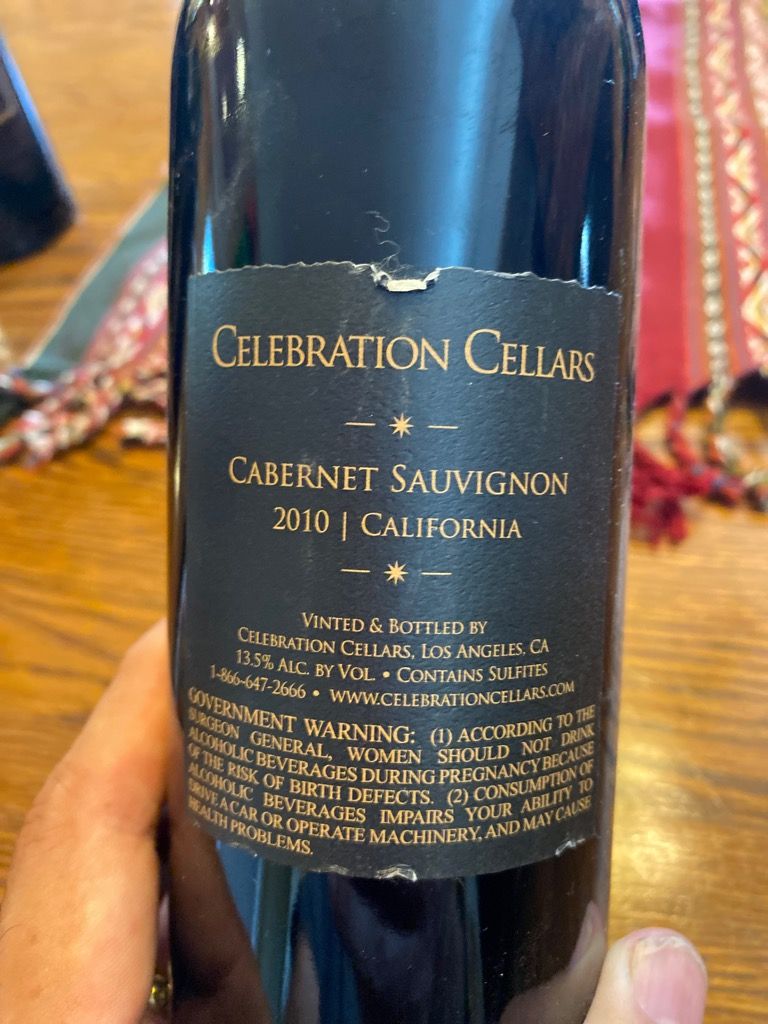 CELEBRATION CELLARS
CABERNET SAUVIGNON
2010 | CALIFORNIA
VINTED & BOTTLED BY
CELEBRATION CELLARS, LOS ANGELES, CA
13.5% ALC. BY VOL. • CONTAINS SULFITES
1-866-647-2666 • WWW.CELEBRATIONCELLARS.COM
GOVERNMENT WARNING: (1) ACCORDING TO THE
SURGEON GENERAL, WOMEN SHOULD NOT DRINK
ALCOHOLIC BEVERAGES DURING PREGNANCY BECAUSE
OF THE RISK OF BIRTH DEFECTS. (2) CONSUMPTION OF
ALCOHOLIC BEVERAGES IMPAIRS YOUR ABILITY TO
DRIVE A CAR OR OPERATE MACHINERY, AND MAY CAUSE
HEALTH PROBLEMS.